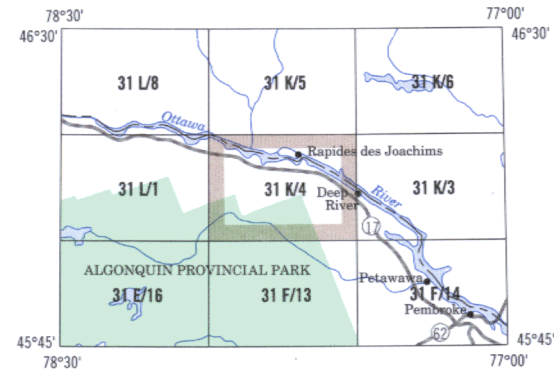 78°30'
77°00'
46°30'
46°30'
31 L/8
31 K/5
31 K/6
Ottawa
Rapides des Joachims
31 L/1
31 K/4
Deep
River
River
31 K/3
17
ALGONQUIN PROVINCIAL PARK
Petawawa
31 E/16
31 F/13
31 F/14
Pembroke
62
45°45'
45°45'
78°30'
77°00'